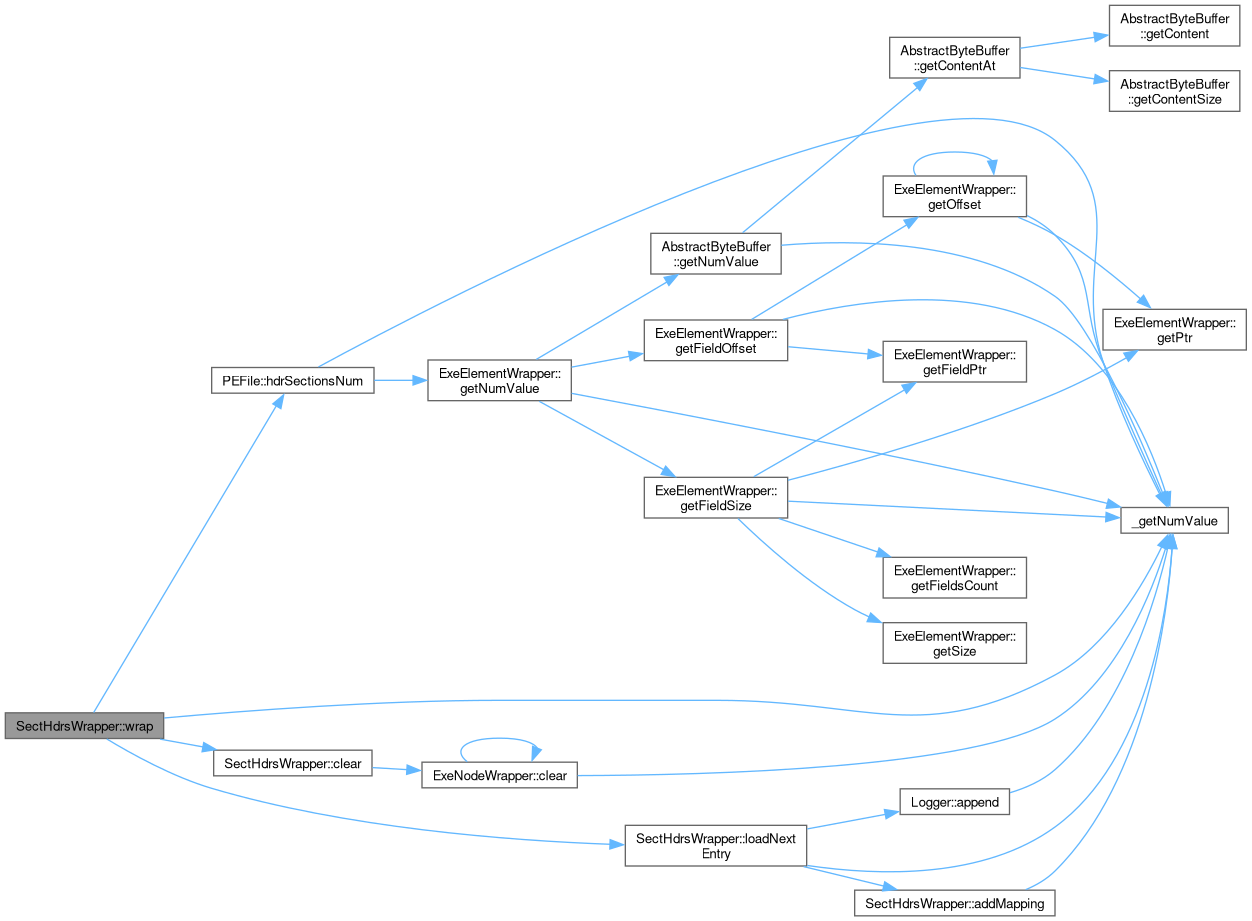 AbstractByteBuffer
::getContent
AbstractByteBuffer
::getContentAt
AbstractByteBuffer
::getContentSize
ExeElementWrapper::
getOffset
AbstractByteBuffer
::getNumValue
ExeElementWrapper::
getPtr
ExeElementWrapper::
getFieldOffset
ExeElementWrapper::
getFieldPtr
PEFile::hdrSectionsNum
ExeElementWrapper::
getNumValue
ExeElementWrapper::
getFieldSize
_getNumValue
ExeElementWrapper::
getFieldsCount
ExeElementWrapper::
getSize
SectHdrsWrapper::wrap
SectHdrsWrapper::clear
ExeNodeWrapper::clear
Logger::append
SectHdrsWrapper::loadNext
Entry
SectHdrsWrapper::addMapping